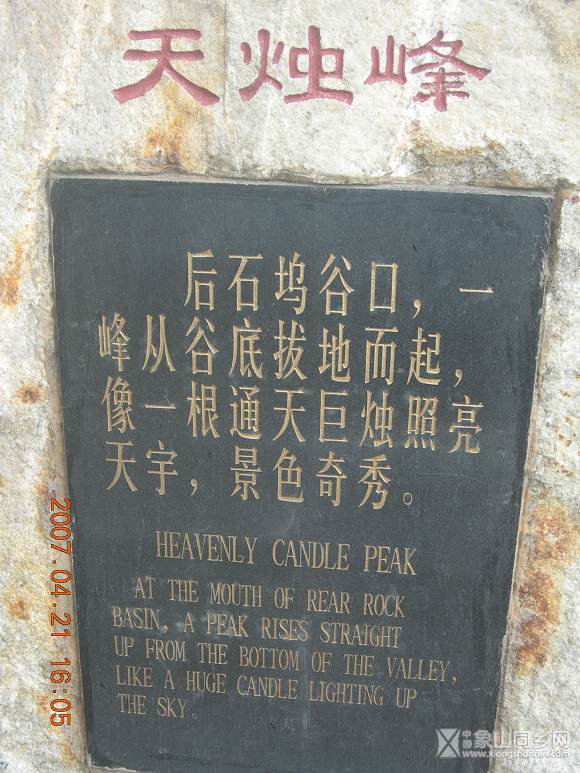 天烛峰
后石坞谷口，一
峰从谷底拔地而起，
像一根通天巨烛照亮
天宇，景色奇秀。
HEAVENLY CANDLE PEAK
AT THE MOUTH OF REAR ROCK
BASIN, A PEAK RISES STRAIGHT
UP FROM THE BOTTOM OF THE VALLEY,
LIKE A HUGE CANDLE LIGHTING UP
THE SKY。
2007.04.21 16:05
中国象山同乡网